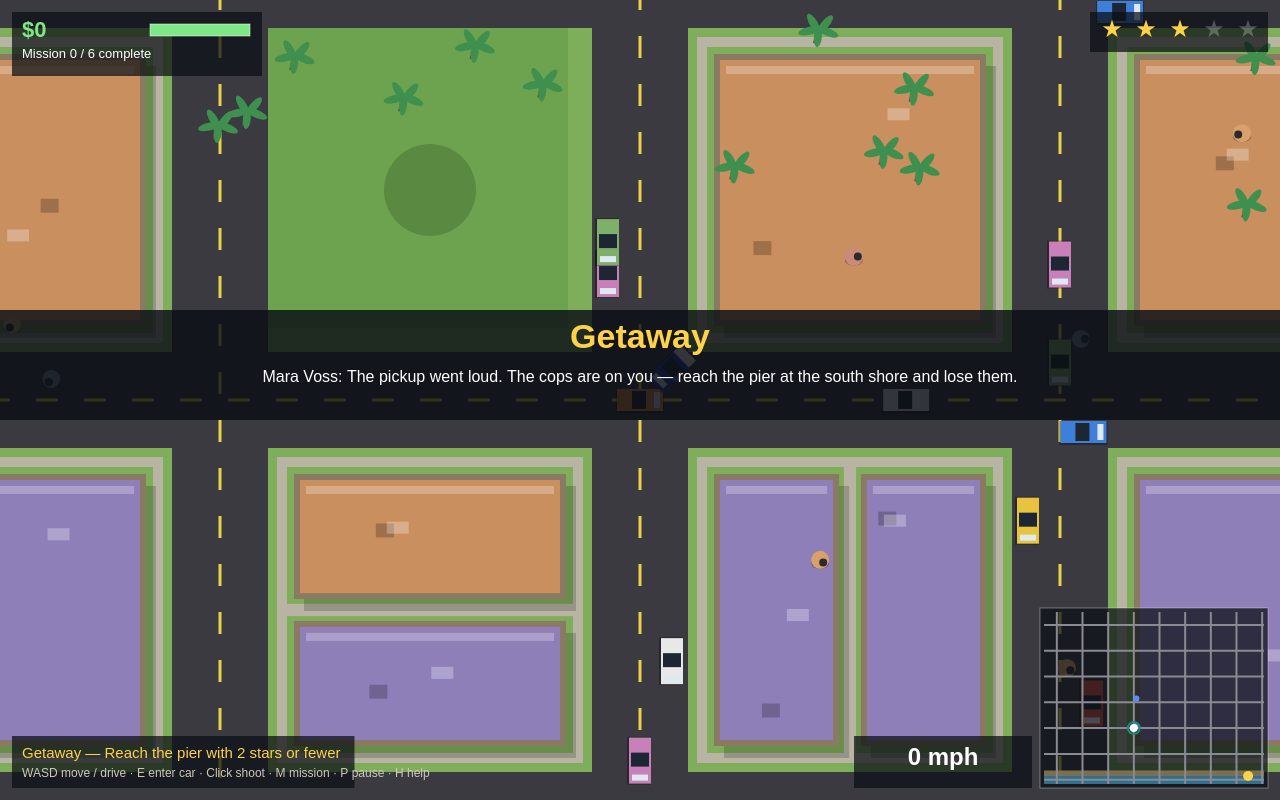 $0
Mission 0 / 6 complete
Getaway
Mara Voss: The pickup went loud. The cops are on you — reach the pier at the south shore and lose them.
Getaway — Reach the pier with 2 stars or fewer
WASD move / drive · E enter car · Click shoot · M mission · P pause · H help
0 mph